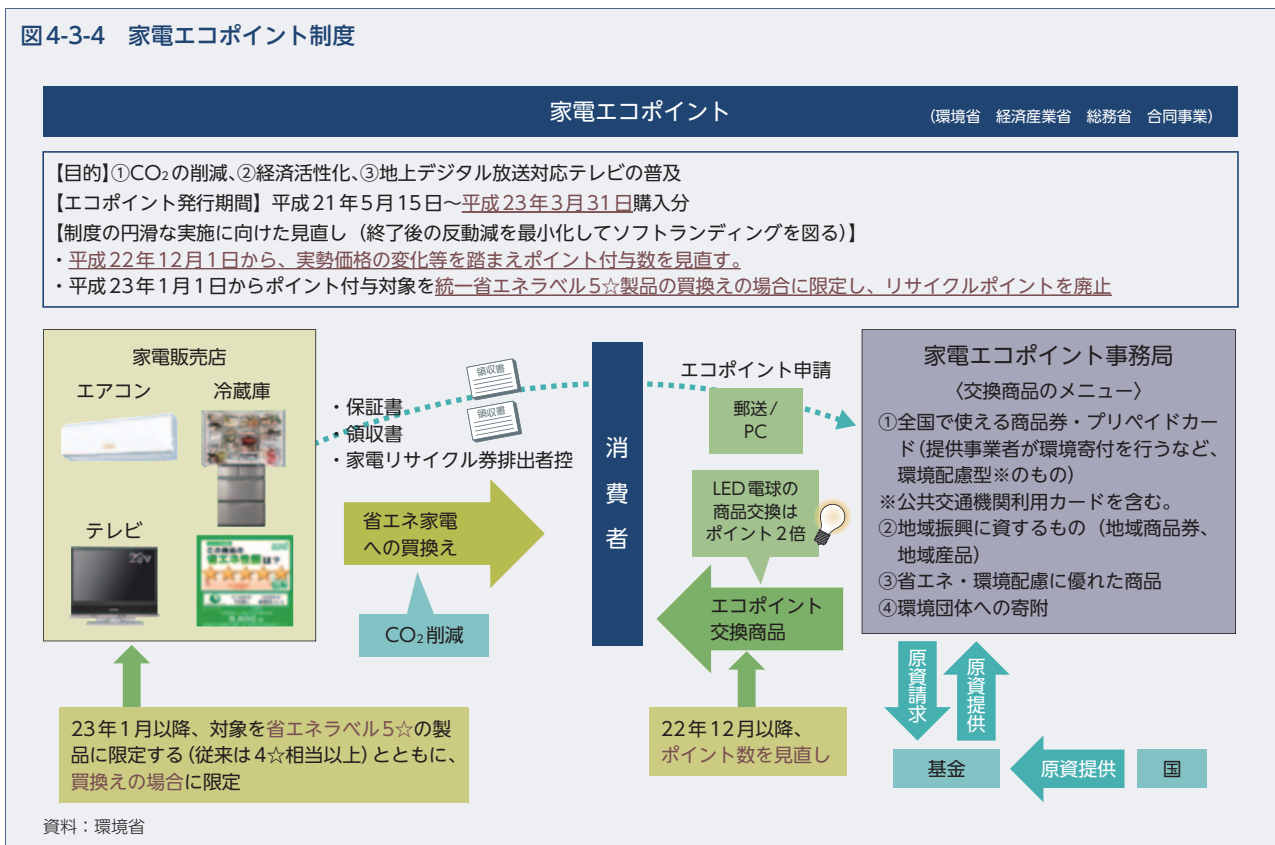 図4-3-4 家電エコポイント制度
家電エコポイント
(環境省 経済産業省 総務省 合同事業)
【目的】①CO₂の削減、②経済活性化、③地上デジタル放送対応テレビの普及
【エコポイント発行期間】平成21年5月15日～平成23年3月31日購入分
【制度の円滑な実施に向けた見直し（終了後の反動減を最小化してソフトランディングを図る）】
・平成22年12月1日から、実勢価格の変化等を踏まえポイント付与数を見直す。
・平成23年1月1日からポイント付与対象を統一省エネラベル5☆製品の買換えの場合に限定し、リサイクルポイントを廃止
家電販売店
エアコン
冷蔵庫
テレビ
領収書
領収書
・保証書
・領収書
・家電リサイクル券排出者控
省エネ家電
への買換え
CO₂削減
消費者
エコポイント申請
郵送/
PC
LED電球の
商品交換は
ポイント2倍
エコポイント
交換商品
家電エコポイント事務局
〈交換商品のメニュー〉
①全国で使える商品券・プリペイドカー
ド(提供事業者が環境寄付を行うなど、
環境配慮型※のもの)
※公共交通機関利用カードを含む。
②地域振興に資するもの（地域商品券、
地域産品）
③省エネ・環境配慮に優れた商品
④環境団体への寄附
23年1月以降、対象を省エネラベル5☆の製
品に限定する(従来は4☆相当以上)とともに、
買換えの場合に限定
22年12月以降、
ポイント数を見直し
原資請求
原資提供
基金
原資提供
国
資料：環境省